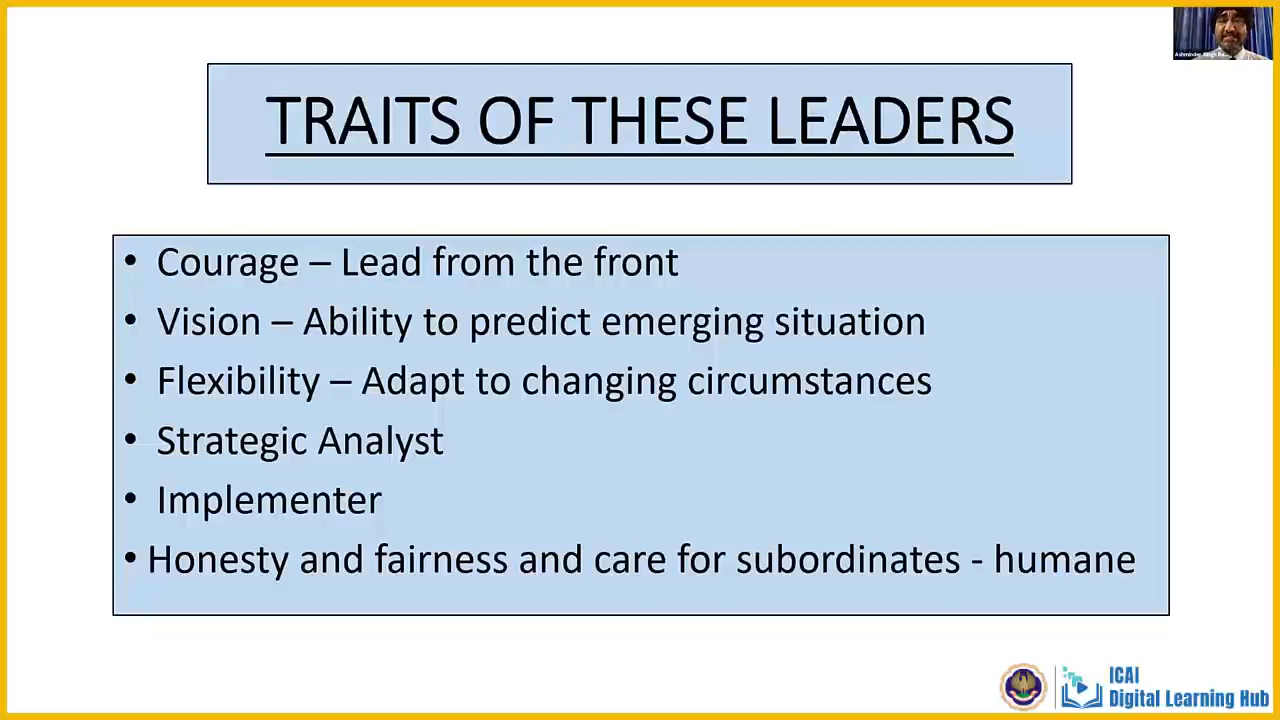 TRAITS OF THESE LEADERS
• Courage – Lead from the front
• Vision – Ability to predict emerging situation
• Flexibility – Adapt to changing circumstances
• Strategic Analyst
• Implementer
• Honesty and fairness and care for subordinates - humane
ICAI
Digital Learning Hub